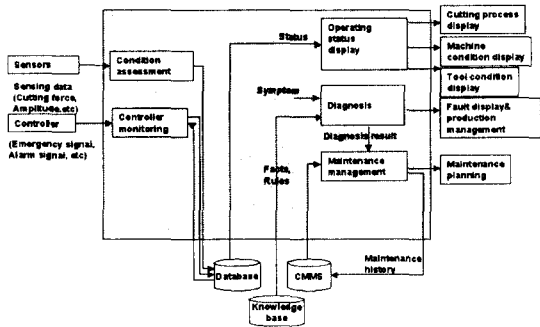 Sensors
Sensing data
(Cutting force,
Amplitude,etc)
Controller
(Emergency signal,
Alarm signal, etc)
Condition
assessment
Controller
monitoring
Status
Operating
status
display
Symptom
Diagnosis
Diagnosis result
Facts,
Rules
Maintenance
management
Cutting process
display
Machine
condition display
Tool condition
display
Fault display&
production
management
Maintenance
planning
Maintenance
history
Database
CMMS
Knowledge
base